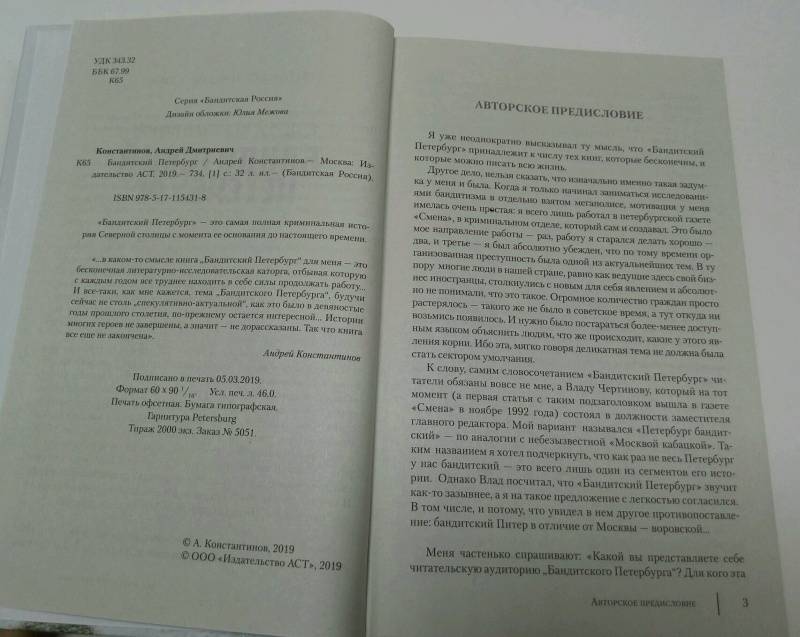 УДК 343.32
ББК 67.99
К65
Серия «Бандитская Россия»
Дизайн обложки: Юлия Межова
Константинов, Андрей Дмитриевич
К65 Бандитский Петербург / Андрей Константинов.— Москва: Из-
дательство АСТ, 2019.— 734, [1] с.: 32 л. ил.— (Бандитская Россия).
ISBN 978-5-17-115431-8
«Бандитский Петербург» — это самая полная криминальная исто-
рия Северной столицы с момента ее основания до настоящего времени.
«...в каком-то смысле книга „Бандитский Петербург“ для меня — это
бесконечная литературно-исследовательская каторга, отбывая которую
с каждым годом все труднее находить в себе силы продолжать работу...
И все-таки, как мне кажется, тема „Бандитского Петербурга“, будучи
сейчас не столь „спекулятивно-актуальной“, как это было в девяностые
годы прошлого столетия, по-прежнему остается интересной... Истории
многих героев не завершены, а значит — не дорассказаны. Так что книга
все еще не закончена».
Андрей Константинов
Подписано в печать 05.03.2019.
Формат 60 х 90 1/16. Усл. печ. л. 46.0.
Печать офсетная. Бумага типографская.
Гарнитура Petersburg
Тираж 2000 экз. Заказ № 5051.
© А. Константинов, 2019
© ООО «Издательство АСТ», 2019
АВТОРСКОЕ ПРЕДИСЛОВИЕ
Я уже неоднократно высказывал ту мысль, что «Бандитский
Петербург» принадлежит к числу тех книг, которые бесконечны, и
которые можно писать всю жизнь.
Другое дело, нельзя сказать, что изначально именно такая задум-
ка у меня и была. Когда я только начинал заниматься исследовани-
ями бандитизма в отдельно взятом мегаполисе, мотивация у меня
имелась очень простая: я всего лишь работал в петербургской газете
«Смена», в криминальном отделе, который сам и создавал. Это было
мое направление работы — раз, работу я старался делать хорошо —
два, и третье — я был абсолютно убежден, что по тому времени ор-
ганизованная преступность была одной из актуальнейших тем. В ту
пору многие люди в нашей стране, равно как ведущие здесь свой биз-
нес иностранцы, столкнулись с новым для себя явлением и абсолют-
но не понимали, что это такое. Огромное количество граждан просто
растерялось — такого же не было в советское время, а тут откуда ни
возьмись появилось. И нужно было постараться более-менее доступ-
ным языком объяснить людям, что же происходит, какие у этого яв-
ления корни. Ибо эта, мягко говоря деликатная тема не должна была
стать сектором умолчания.
К слову, самим словосочетанием «Бандитский Петербург» чи-
татели обязаны вовсе не мне, а Владу Чертинову, который на тот
момент (а первая статья с таким подзаголовком вышла в газете
«Смена» в ноябре 1992 года) состоял в должности заместителя
главного редактора. Мой вариант назывался «Петербург бандит-
ский» — по аналогии с небезызвестной «Москвой кабацкой». Та-
ким названием я хотел подчеркнуть, что как раз не весь Петербург
у нас бандитский — это всего лишь один из сегментов его исто-
рии. Однако Влад посчитал, что «Бандитский Петербург» звучит
как-то зазывнее, а я на такое предложение с легкостью согласился.
В том числе, и потому, что увидел в нем другое противопоставле-
ние: бандитский Питер в отличие от Москвы — воровской...
Меня частенько спрашивают: «Какой вы представляете себе
читательскую аудиторию „Бандитского Петербурга“? Для кого эта
АВТОРСКОЕ ПРЕДИСЛОВИЕ | 3